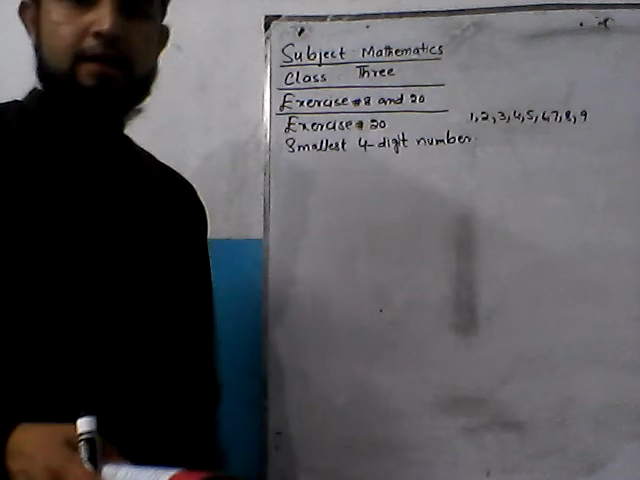 Subject: Mathematics
Class Three
Exercise #8 and 20
Exercise # 20
1,2,3,4,5,6,7,8,9
Smallest 4-digit number.